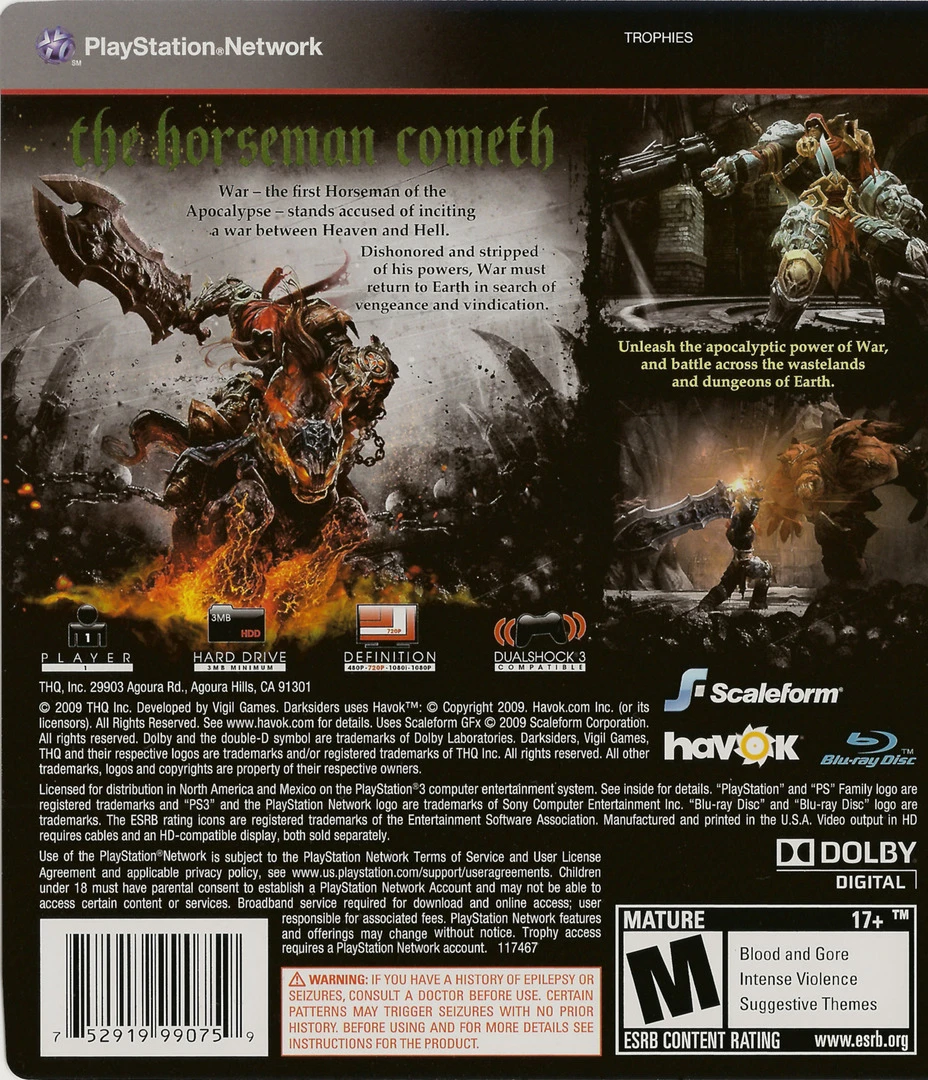 PlayStation®Network
SM
TROPHIES
the horseman cometh
War – the first Horseman of the
Apocalypse – stands accused of inciting
a war between Heaven and Hell.
Dishonored and stripped
of his powers, War must
return to Earth in search of
vengeance and vindication.
Unleash the apocalyptic power of War,
and battle across the wastelands
and dungeons of Earth.
1
PLAYER
1
3MB
HDD
HARD DRIVE
3MB MINIMUM
720P
DEFINITION
480P-720P-1080i-1080P
DUALSHOCK®3
COMPATIBLE
THQ, Inc. 29903 Agoura Rd., Agoura Hills, CA 91301
© 2009 THQ Inc. Developed by Vigil Games. Darksiders uses Havok™: © Copyright 2009. Havok.com Inc. (or its
licensors). All Rights Reserved. See www.havok.com for details. Uses Scaleform GFx © 2009 Scaleform Corporation.
All rights reserved. Dolby and the double-D symbol are trademarks of Dolby Laboratories. Darksiders, Vigil Games,
THQ and their respective logos are trademarks and/or registered trademarks of THQ Inc. All rights reserved. All other
trademarks, logos and copyrights are property of their respective owners.
Scaleform®
havok®
Blu-ray Disc™
Licensed for distribution in North America and Mexico on the PlayStation®3 computer entertainment system. See inside for details. “PlayStation” and “PS” Family logo are
registered trademarks and “PS3” and the PlayStation Network logo are trademarks of Sony Computer Entertainment Inc. “Blu-ray Disc” and “Blu-ray Disc” logo are
trademarks. The ESRB rating icons are registered trademarks of the Entertainment Software Association. Manufactured and printed in the U.S.A. Video output in HD
requires cables and an HD-compatible display, both sold separately.
Use of the PlayStation®Network is subject to the PlayStation Network Terms of Service and User License
Agreement and applicable privacy policy, see www.us.playstation.com/support/useragreements. Children
under 18 must have parental consent to establish a PlayStation Network Account and may not be able to
access certain content or services. Broadband service required for download and online access; user
responsible for associated fees. PlayStation Network features
and offerings may change without notice. Trophy access
requires a PlayStation Network account. 117467
DOLBY
DIGITAL
7 52919 99075 9
WARNING: IF YOU HAVE A HISTORY OF EPILEPSY OR
SEIZURES, CONSULT A DOCTOR BEFORE USE. CERTAIN
PATTERNS MAY TRIGGER SEIZURES WITH NO PRIOR
HISTORY. BEFORE USING AND FOR MORE DETAILS SEE
INSTRUCTIONS FOR THE PRODUCT.
MATURE 17+ ™
M
Blood and Gore
Intense Violence
Suggestive Themes
ESRB CONTENT RATING www.esrb.org